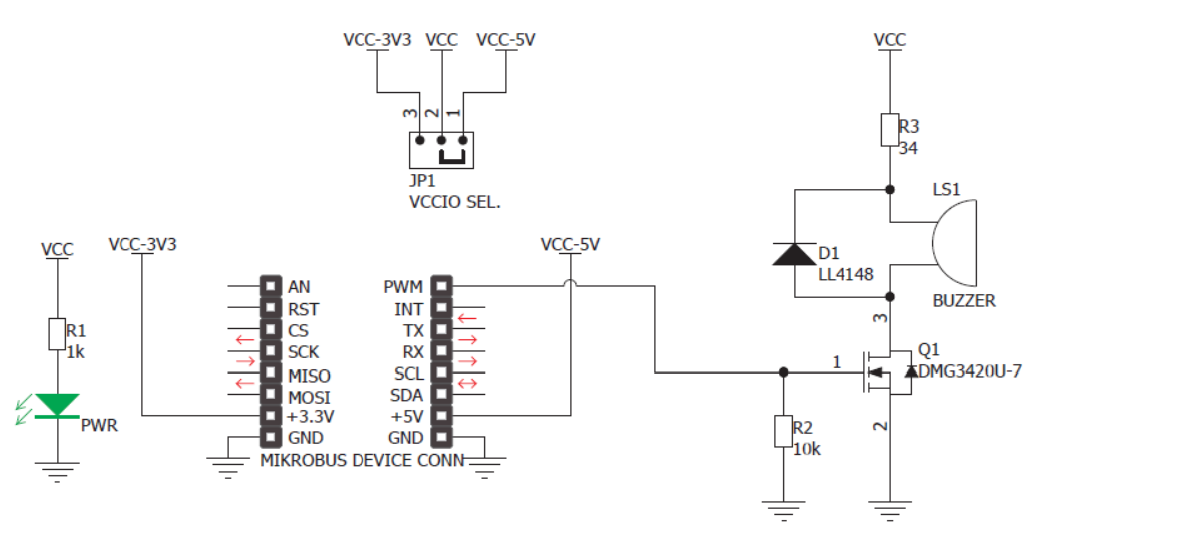 VCC-3V3 VCC VCC-5V
3 2 1
JP1
VCCIO SEL.
VCC
R3
34
LS1
BUZZER
D1
LL4148
3
Q1
DMG3420U-7
1
2
R2
10k
VCC
R1
1k
PWR
VCC-3V3
VCC-5V
AN PWM
RST INT
CS TX
SCK RX
MISO SCL
MOSI SDA
+3.3V +5V
GND GND
MIKROBUS DEVICE CONN